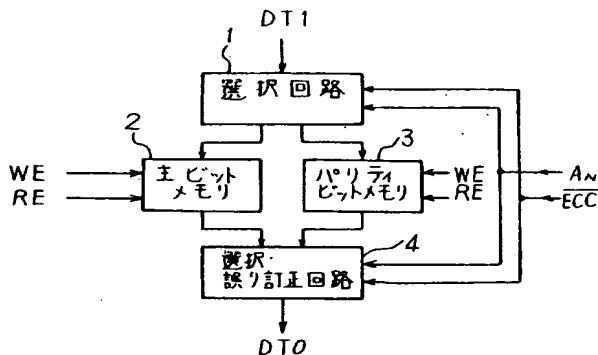 DT1
1
選択回路
2
3
WE
RE
主ビット
メモリ
パリティ
ビットメモリ
WE
RE
AN
ECC
4
選択・
誤り訂正回路
DTO